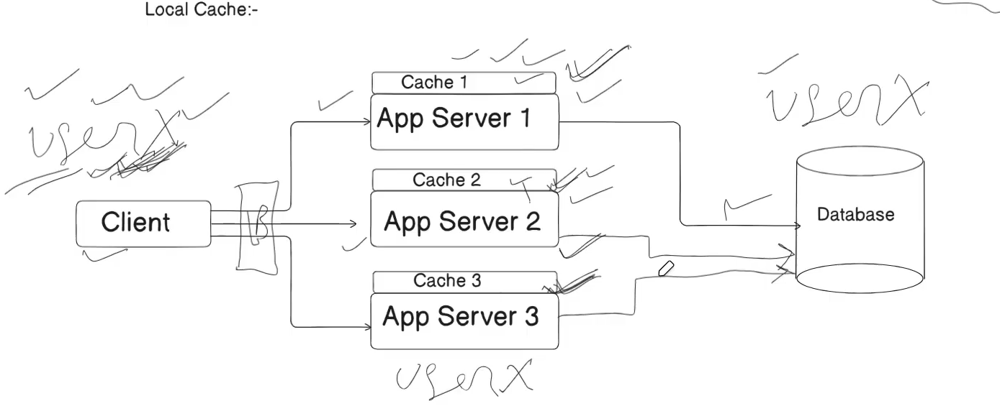 Local Cache:-
Cache 1
App Server 1
userX
userX
Cache 2
Client
LB
App Server 2
Database
Cache 3
App Server 3
userX